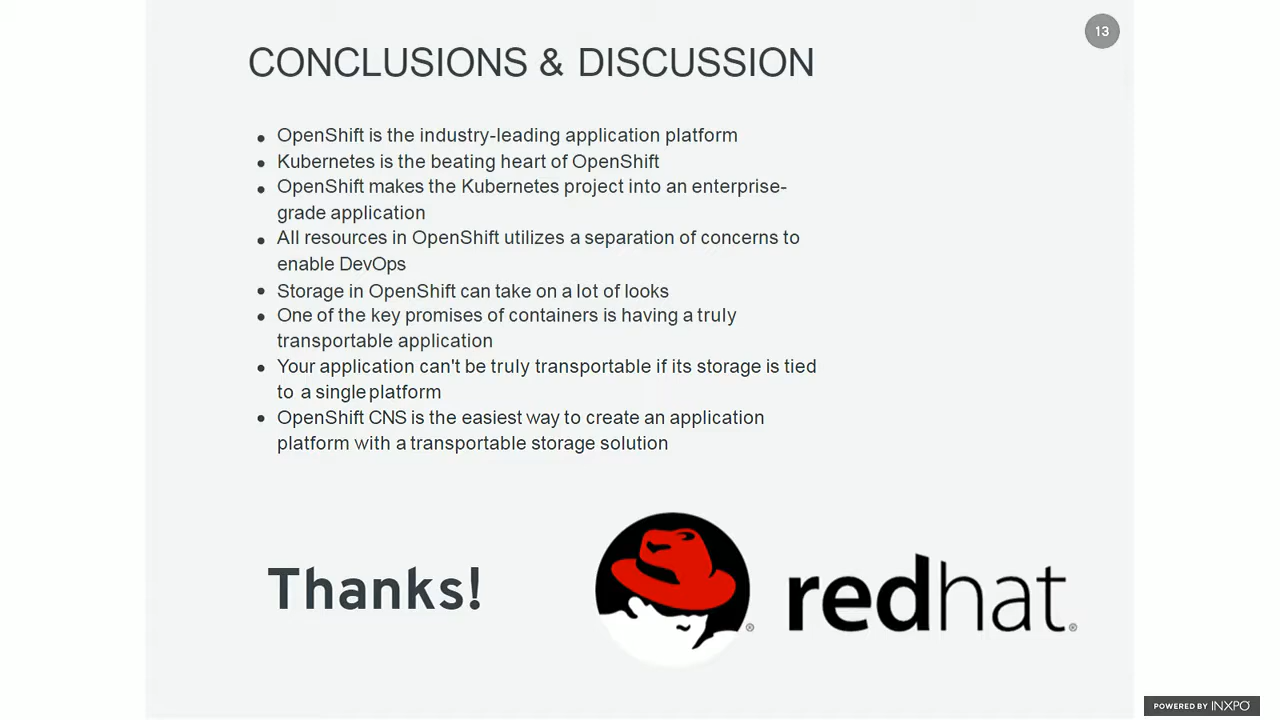 13
CONCLUSIONS & DISCUSSION
• OpenShift is the industry-leading application platform
• Kubernetes is the beating heart of OpenShift
• OpenShift makes the Kubernetes project into an enterprise-
grade application
• All resources in OpenShift utilizes a separation of concerns to
enable DevOps
• Storage in OpenShift can take on a lot of looks
• One of the key promises of containers is having a truly
transportable application
• Your application can't be truly transportable if its storage is tied
to a single platform
• OpenShift CNS is the easiest way to create an application
platform with a transportable storage solution
Thanks!
® redhat®
POWERED BY INXPO